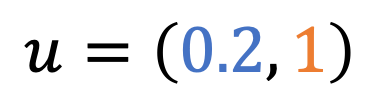 u = (0.2, 1)